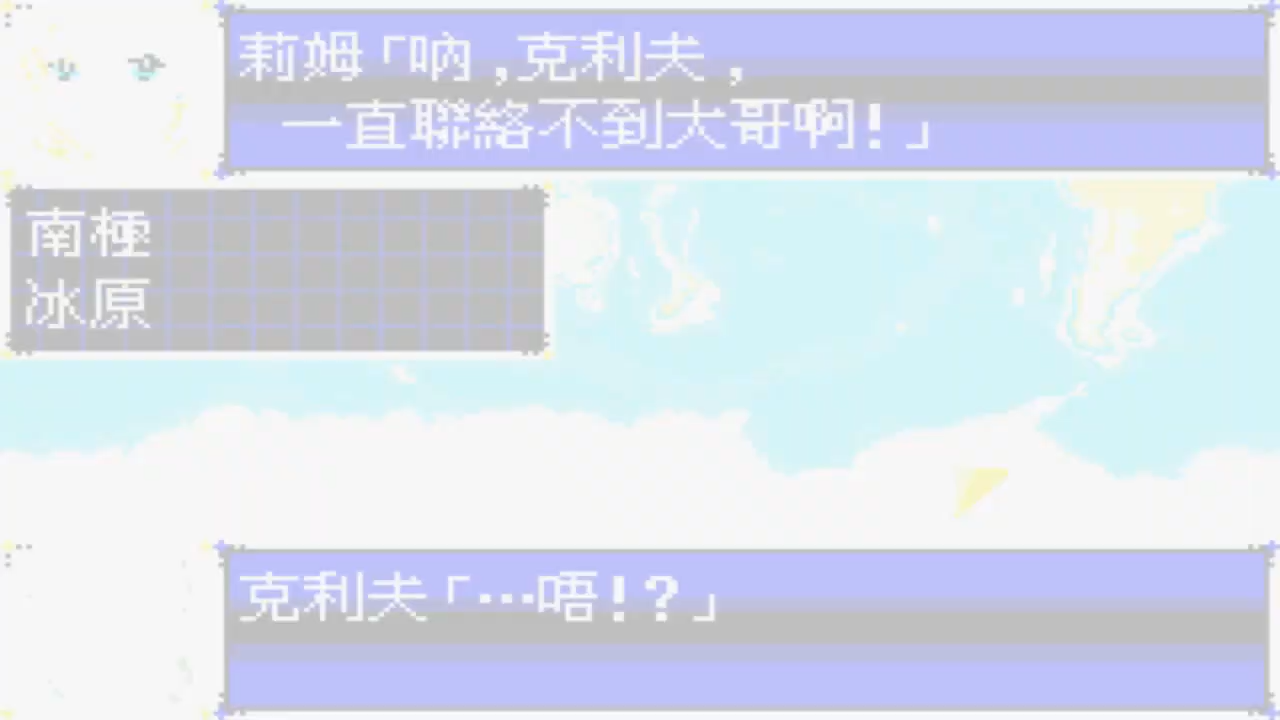 莉姆「吶,克利夫,
一直聯絡不到大哥啊!」
南極
冰原
克利夫「…唔!?」